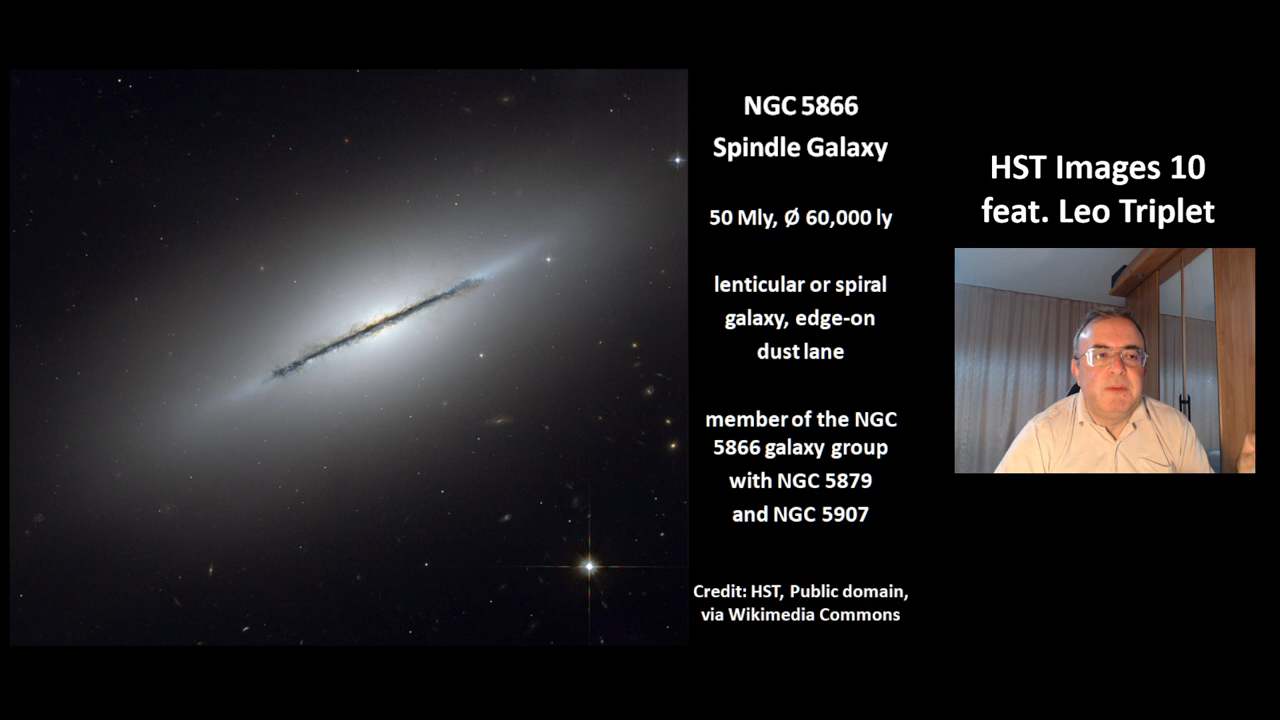 NGC 5866
Spindle Galaxy
50 Mly, Ø 60,000 ly
lenticular or spiral
galaxy, edge-on
dust lane
member of the NGC
5866 galaxy group
with NGC 5879
and NGC 5907
Credit: HST, Public domain,
via Wikimedia Commons
HST Images 10
feat. Leo Triplet